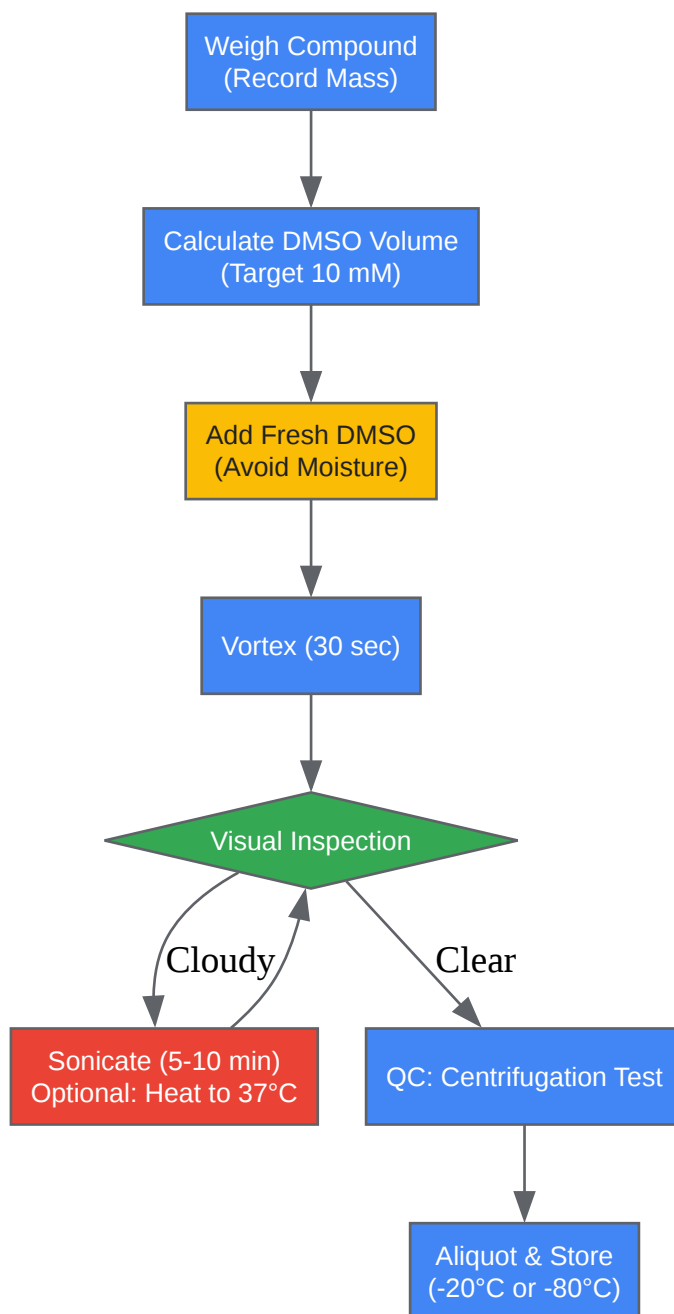 Weigh Compound
(Record Mass)
Calculate DMSO Volume
(Target 10 mM)
Add Fresh DMSO
(Avoid Moisture)
Vortex (30 sec)
Visual Inspection
Cloudy
Clear
Sonicate (5-10 min)
Optional: Heat to 37°C
QC: Centrifugation Test
Aliquot & Store
(-20°C or -80°C)